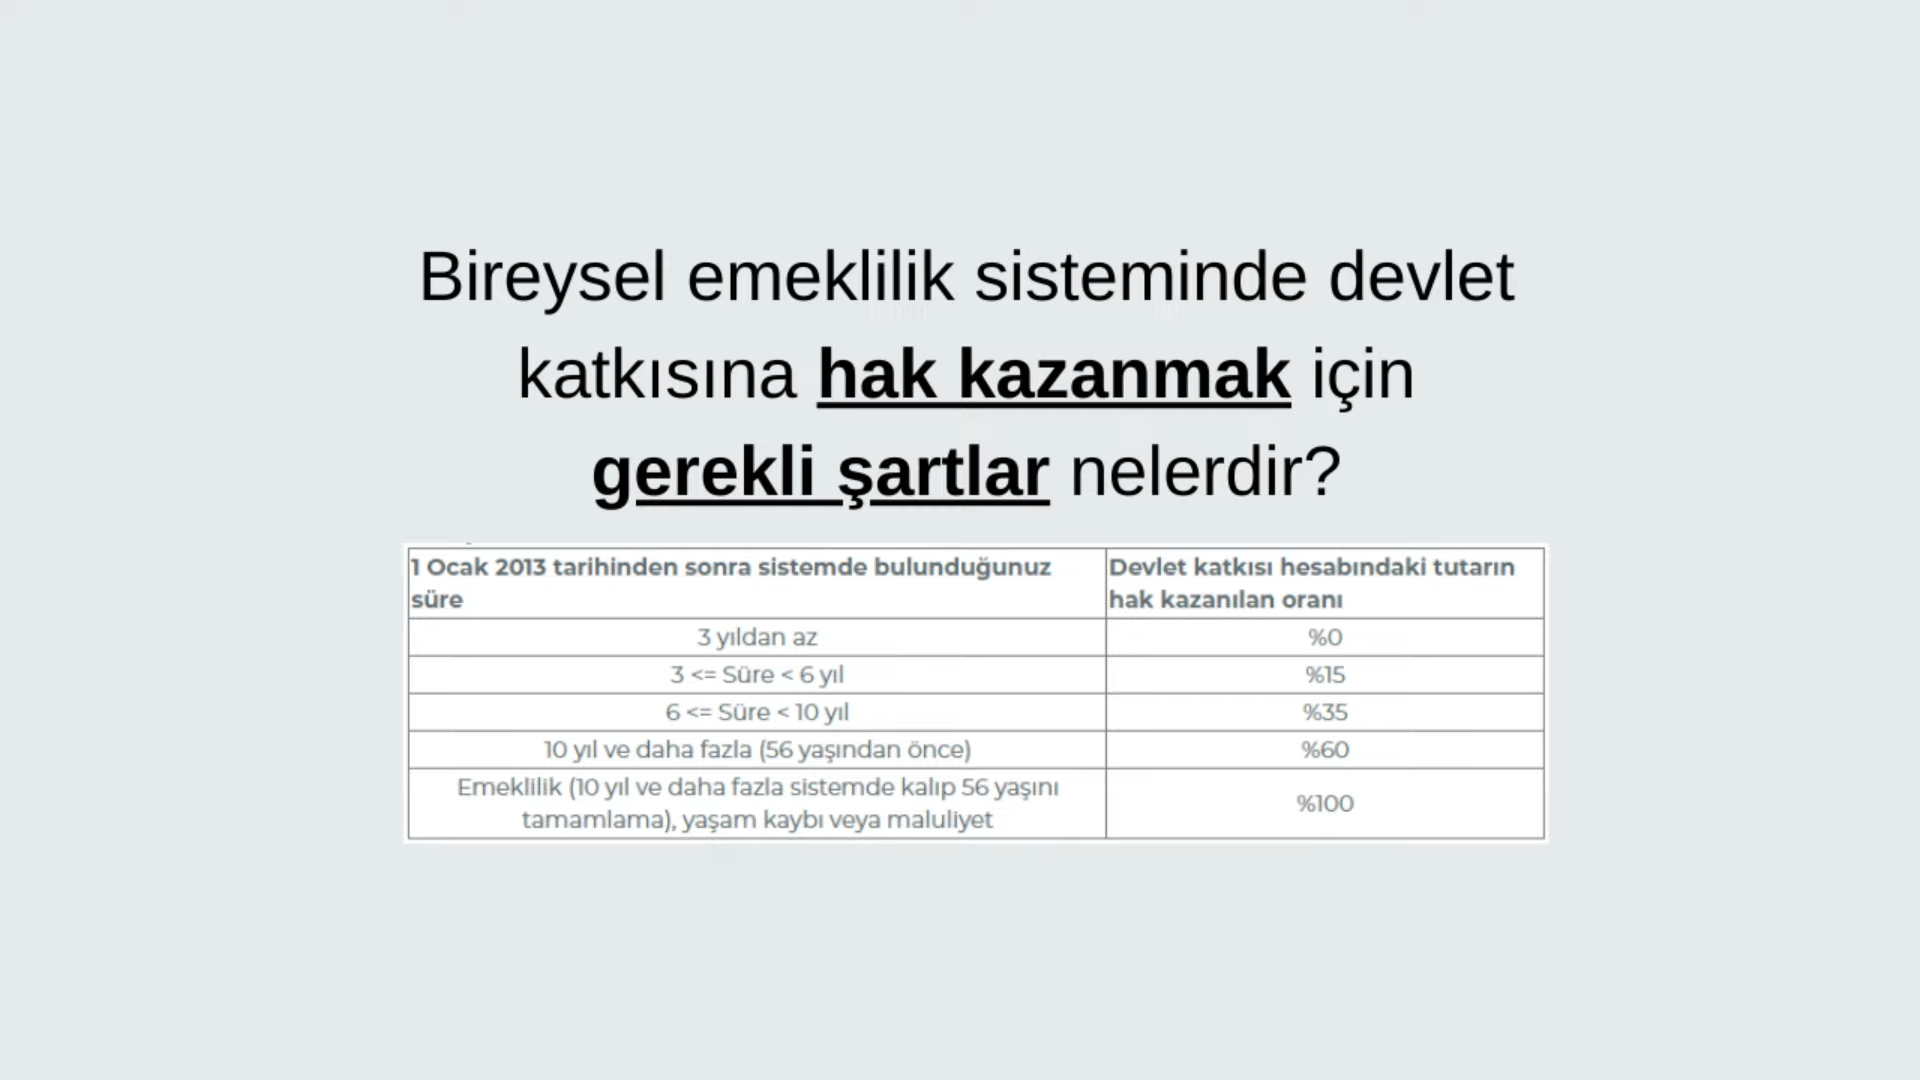 Bireysel emeklilik sisteminde devlet
katkısına hak kazanmak için
gerekli şartlar nelerdir?
1 Ocak 2013 tarihinden sonra sistemde bulunduğunuz
süre
Devlet katkısı hesabındaki tutarın
hak kazanılan oranı
3 yıldan az
%0
3 <= Süre < 6 yıl
%15
6 <= Süre < 10 yıl
%35
10 yıl ve daha fazla (56 yaşından önce)
%60
Emeklilik (10 yıl ve daha fazla sistemde kalıp 56 yaşını
tamamlama), yaşam kaybı veya maluliyet
%100